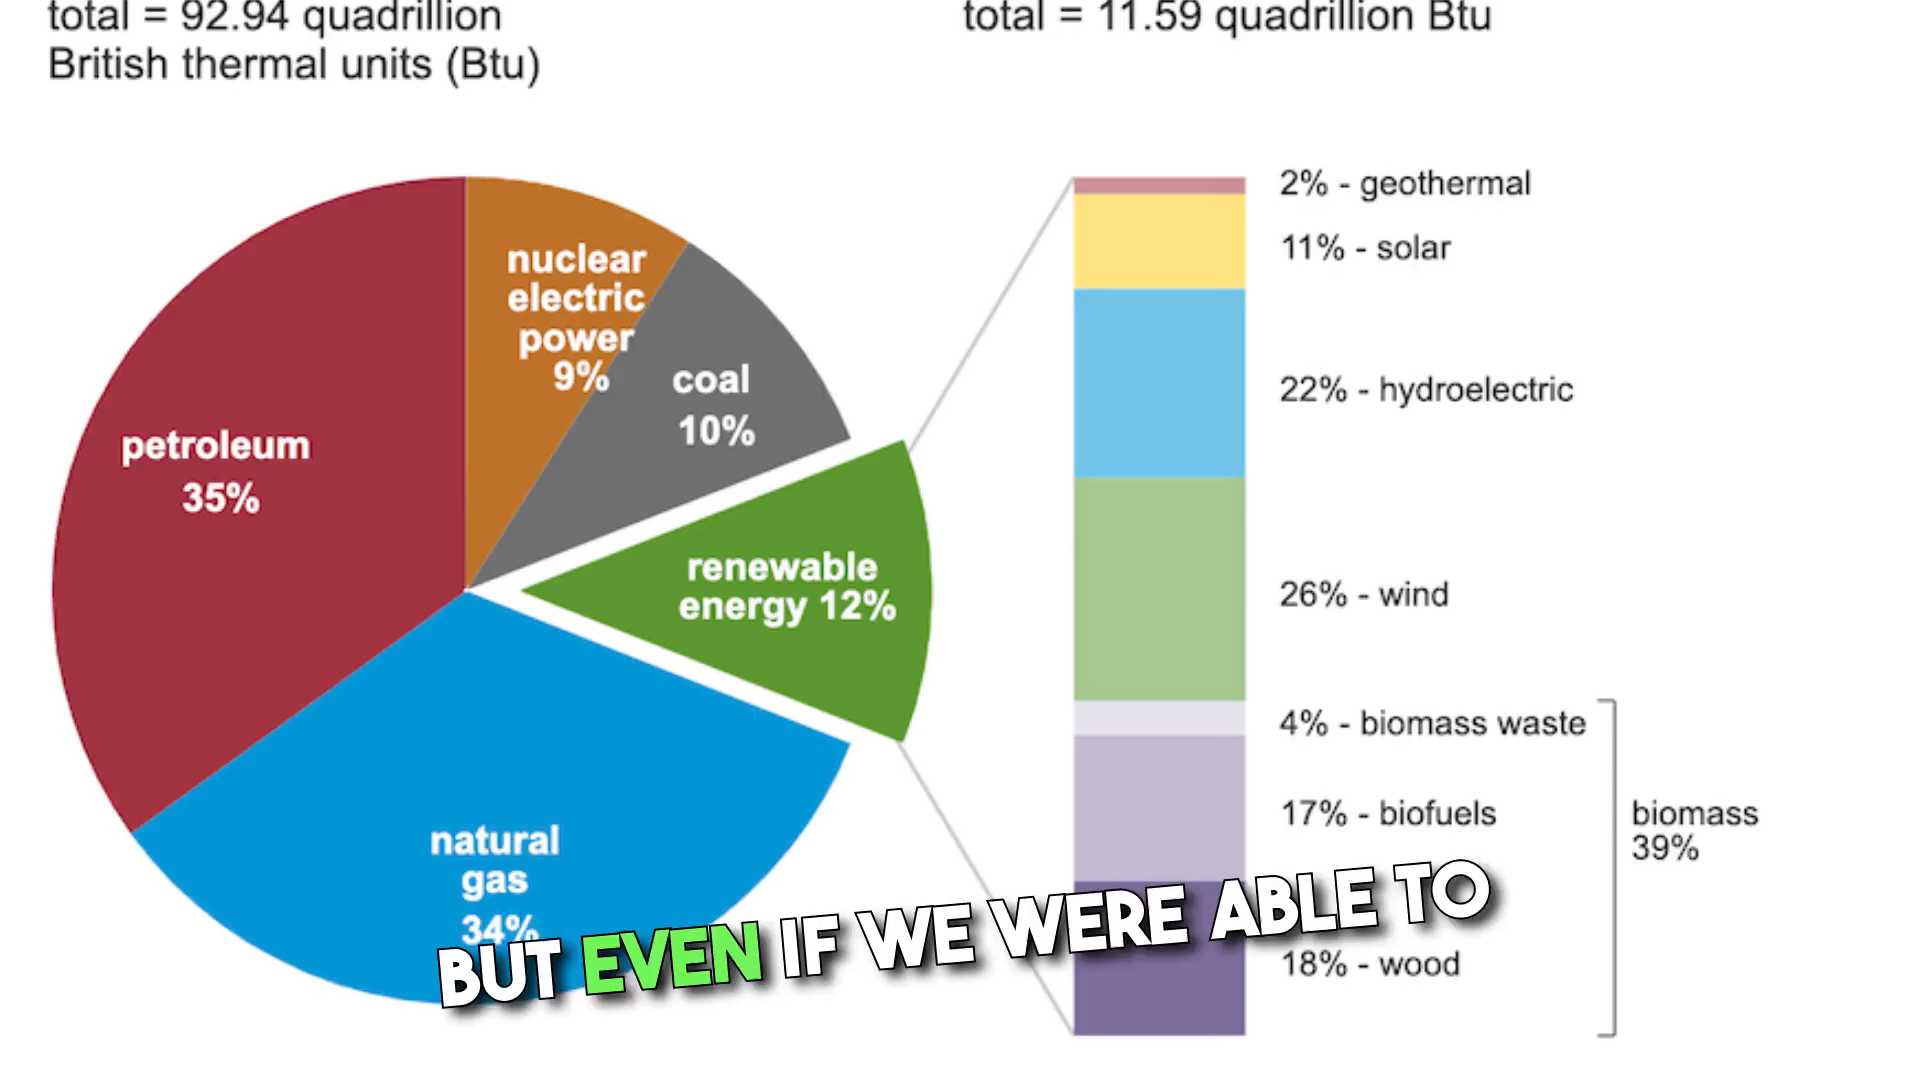 total = 92.94 quadrillion
British thermal units (Btu)
total = 11.59 quadrillion Btu
nuclear
electric
power
9%
coal
10%
petroleum
35%
renewable
energy 12%
natural
gas
34%
2% - geothermal
11% - solar
22% - hydroelectric
26% - wind
4% - biomass waste
17% - biofuels
18% - wood
biomass
39%
BUT EVEN IF WE WERE ABLE TO